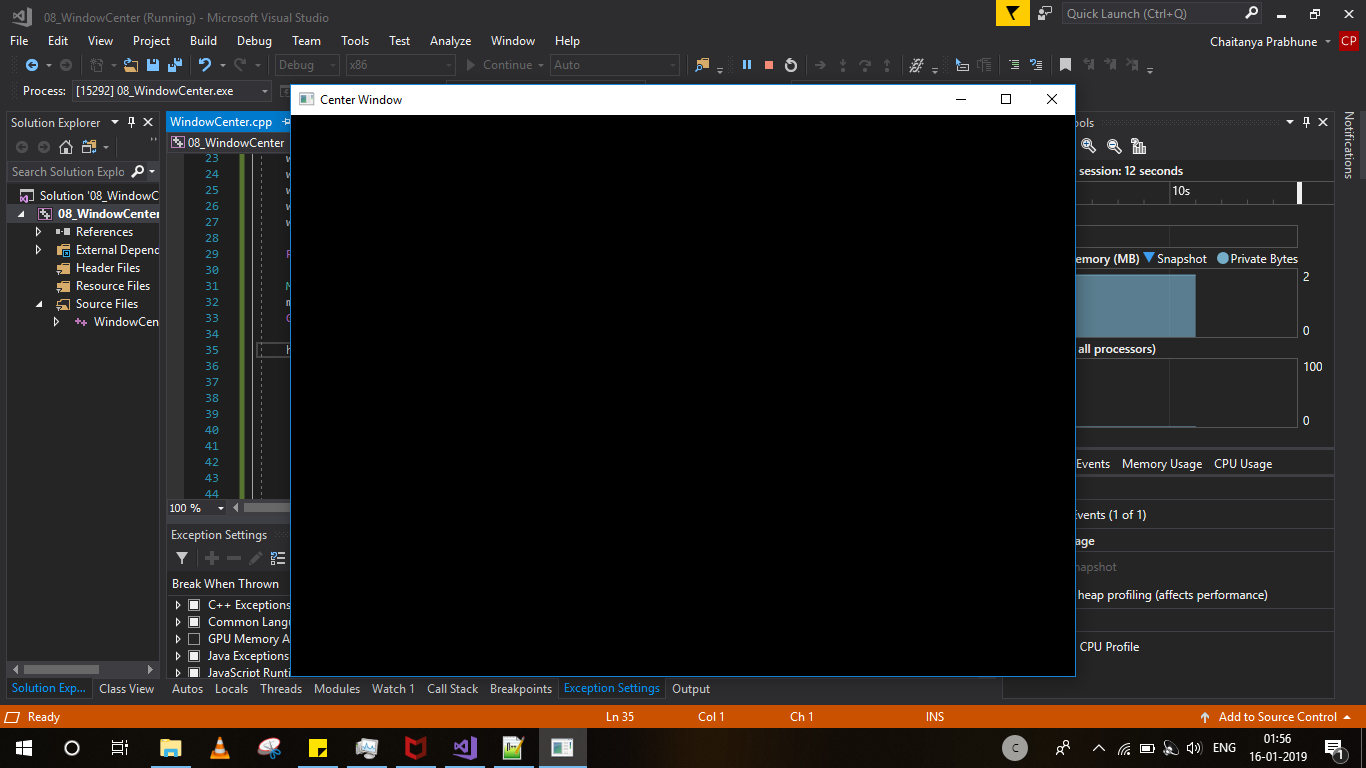 08_WindowCenter (Running) - Microsoft Visual Studio
Quick Launch (Ctrl+Q)
File Edit View Project Build Debug Team Tools Test Analyze Window Help
Chaitanya Prabhune CP
Debug x86 Continue Auto
Process: [15292] 08_WindowCenter.exe
Center Window
Solution Explorer
WindowCenter.cpp
ools
Notifications
08_WindowCenter
Search Solution Explo
session: 12 seconds
10s
Solution '08_WindowC
08_WindowCenter
References
External Depend
Header Files
Resource Files
Source Files
WindowCen
23
24
25
26
27
28
29
30
31
32
33
34
35
36
37
38
39
40
41
42
43
44
emory (MB) Snapshot Private Bytes
2
0
all processors)
100
0
Events Memory Usage CPU Usage
Events (1 of 1)
age
napshot
heap profiling (affects performance)
CPU Profile
100 %
Exception Settings
Break When Thrown
C++ Exceptions
Common Langu
GPU Memory A
Java Exceptions
JavaScript Runti
Solution Exp... Class View
Autos Locals Threads Modules Watch 1 Call Stack Breakpoints Exception Settings Output
Ready Ln 35 Col 1 Ch 1 INS Add to Source Control
C
ENG
01:56
16-01-2019
1